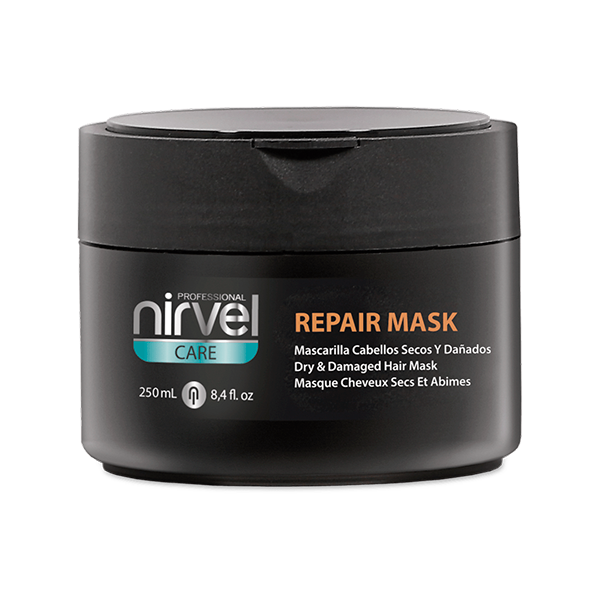 PROFESSIONAL
nirvel
CARE
250 mL 8,4 fl. oz
REPAIR MASK
Mascarilla Cabellos Secos Y Dañados
Dry & Damaged Hair Mask
Masque Cheveux Secs Et Abimes